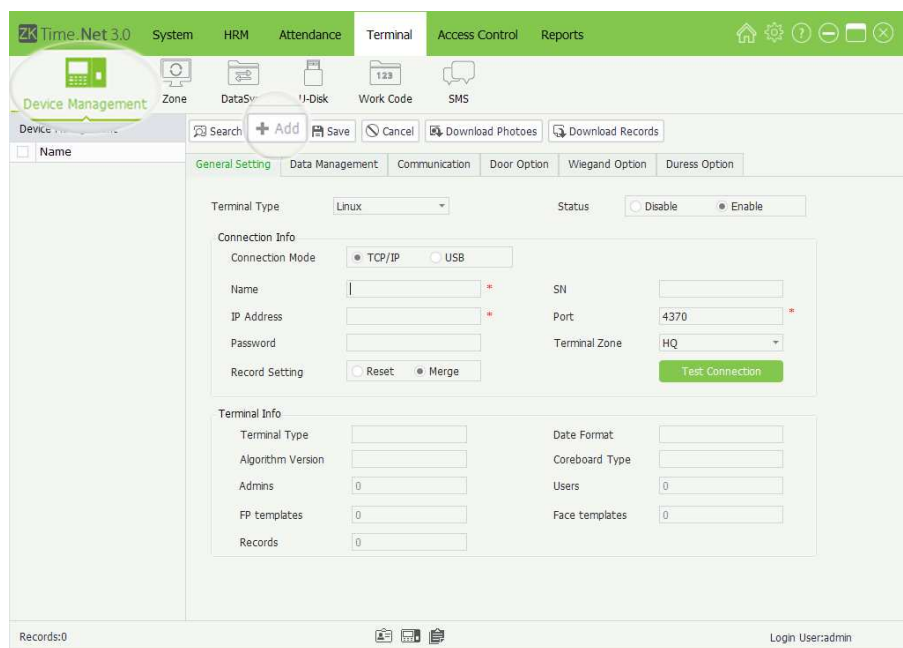 ZK Time.Net 3.0 System HRM Attendance Terminal Access Control Reports
Device Management Zone U-Disk Work Code SMS
123
Search + Add Save Cancel Download Photoes Download Records
Name
General Setting Data Management Communication Door Option Wiegand Option Duress Option
Terminal Type Linux Status Disable Enable
Connection Info
Connection Mode TCP/IP USB
Name * SN
IP Address * Port 4370 *
Password Terminal Zone HQ
Record Setting Reset Merge Test Connection
Terminal Info
Terminal Type Date Format
Algorithm Version Coreboard Type
Admins 0 Users 0
FP templates 0 Face templates 0
Records 0
Records:0 Login User:admin